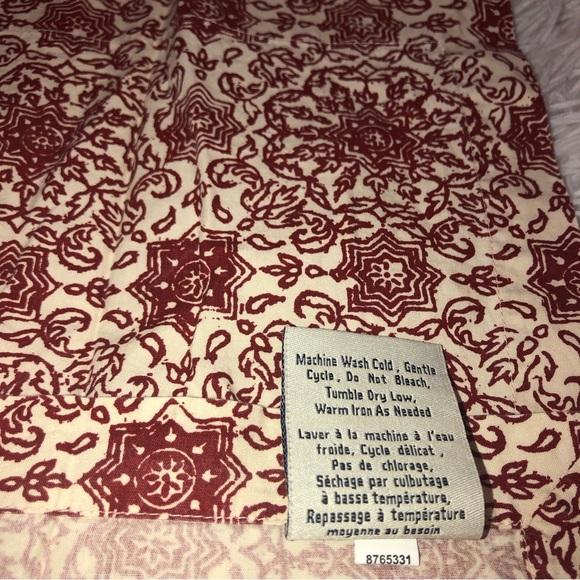 Machine Wash Cold , Gentle
Cycle , Do Not Bleach,
Tumble Dry Low,
Warm Iron As Needed
Laver à la machine à l'eau
froide, Cycle délicat ,
Pas de chlorage,
Séchage par culbutage
à basse température,
Repassage à température
moyenne au besoin
8765331